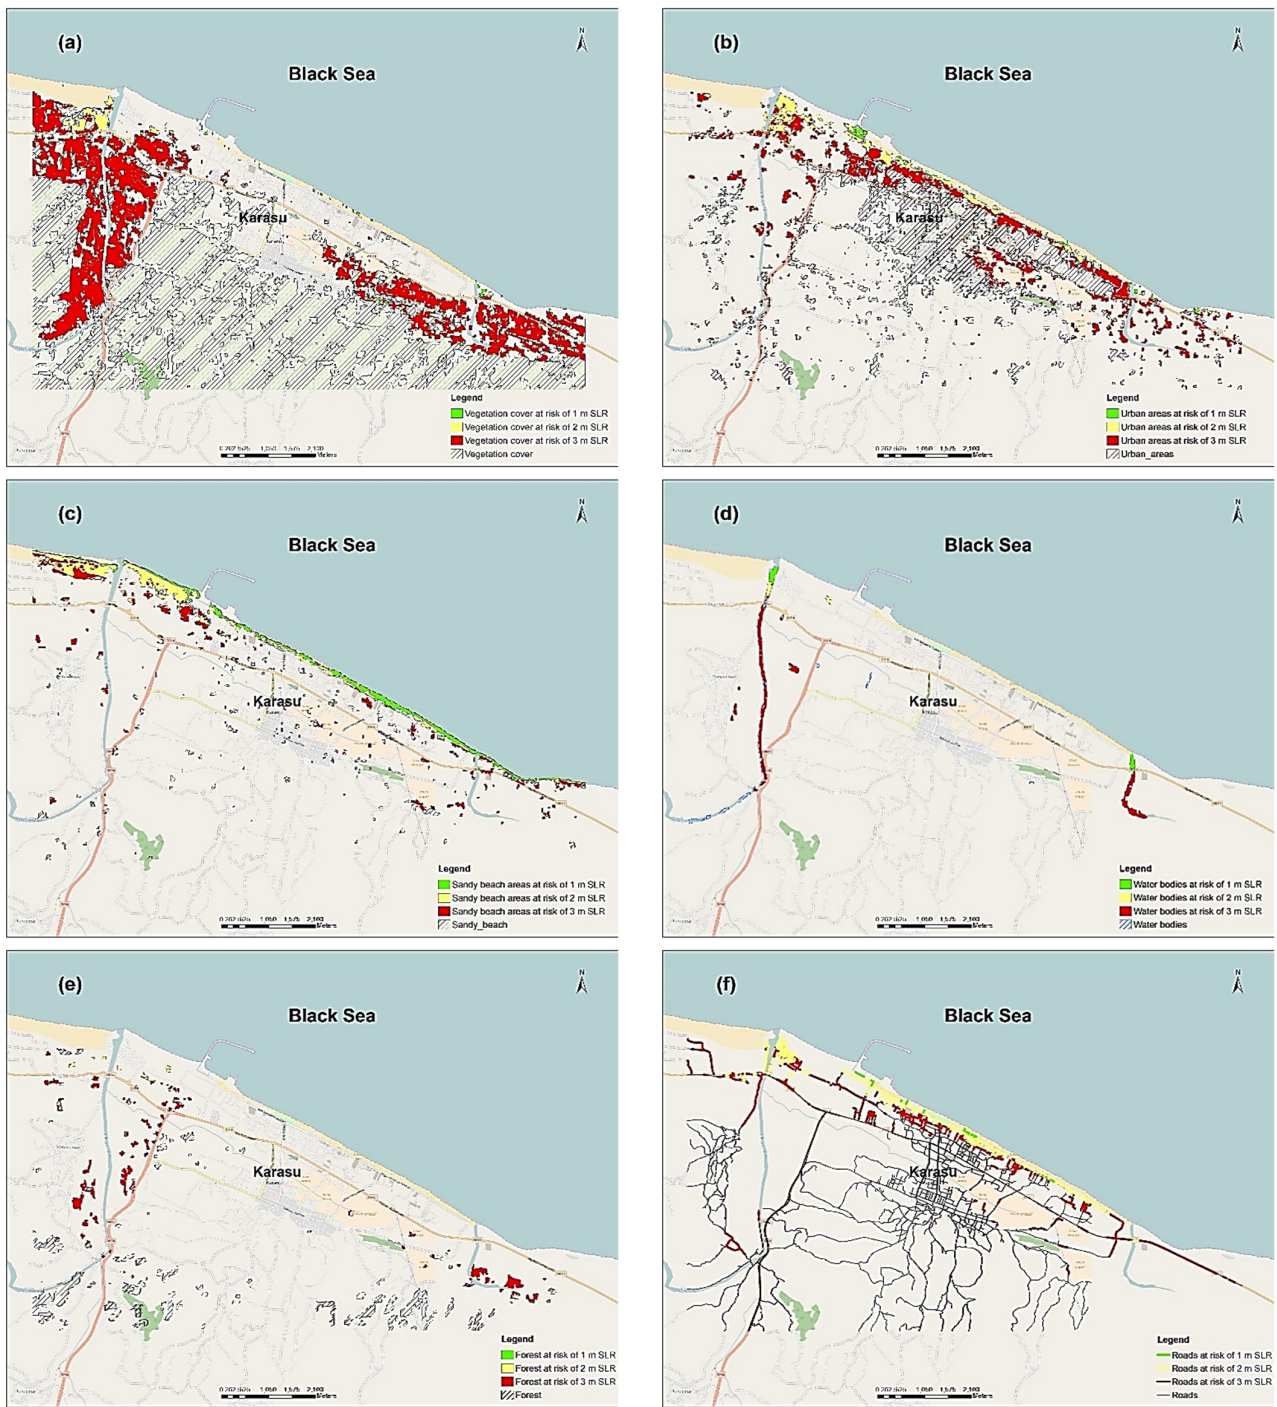 (a)
N
Black Sea
Karasu
Legend
Vegetation cover at risk of 1 m SLR
Vegetation cover at risk of 2 m SLR
Vegetation cover at risk of 3 m SLR
Vegetation cover
Meters
(b)
N
Black Sea
Karasu
Legend
Urban areas at risk of 1 m SLR
Urban areas at risk of 2 m SLR
Urban areas at risk of 3 m SLR
Urban_areas
Meters
(c)
N
Black Sea
Karasu
Legend
Sandy beach areas at risk of 1 m SLR
Sandy beach areas at risk of 2 m SLR
Sandy beach areas at risk of 3 m SLR
Sandy_beach
Meters
(d)
N
Black Sea
Karasu
Legend
Water bodies at risk of 1 m SLR
Water bodies at risk of 2 m SLR
Water bodies at risk of 3 m SLR
Water bodies
Meters
(e)
N
Black Sea
Karasu
Legend
Forest at risk of 1 m SLR
Forest at risk of 2 m SLR
Forest at risk of 3 m SLR
Forest
Meters
(f)
N
Black Sea
Karasu
Legend
Roads at risk of 1 m SLR
Roads at risk of 2 m SLR
Roads at risk of 3 m SLR
Roads
Meters